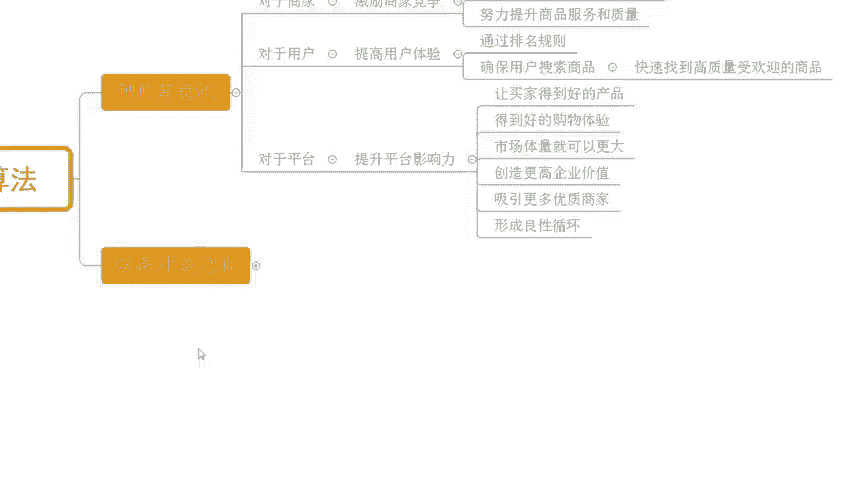 对于商家 激励商家竞争
努力提升商品服务和质量
通过排名规则
对于用户 提高用户体验
确保用户搜索商品 快速找到高质量受欢迎的商品
让买家得到好的产品
得到好的购物体验
市场体量就可以更大
对于平台 提升平台影响力
创造更高企业价值
算法
吸引更多优质商家
形成良性循环